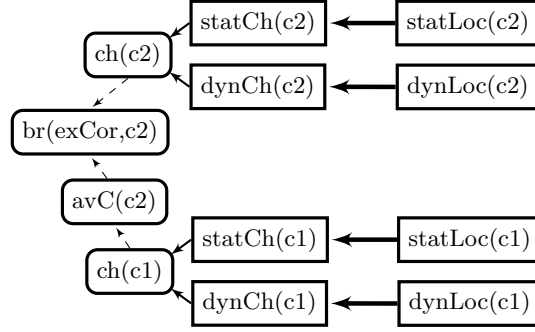 statCh(c2) statLoc(c2)
ch(c2)
dynCh(c2) dynLoc(c2)
br(exCor,c2)
avC(c2)
statCh(c1) statLoc(c1)
ch(c1)
dynCh(c1) dynLoc(c1)